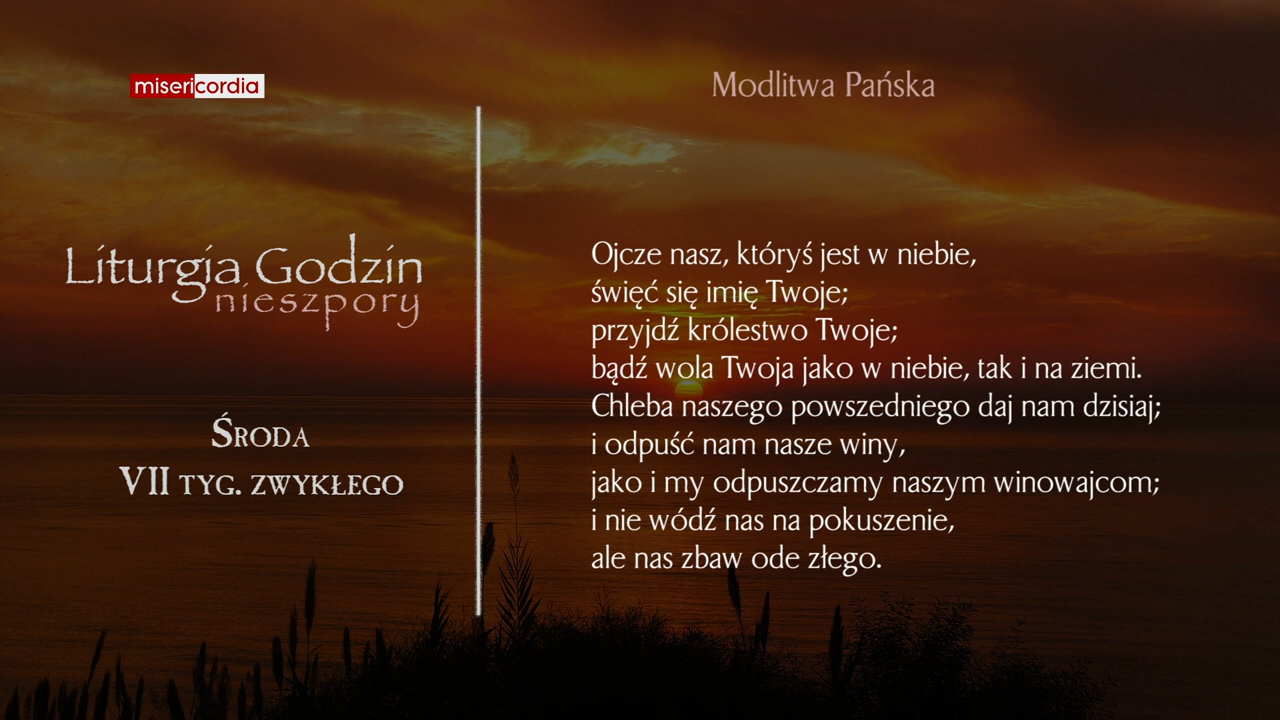 misericordia
Liturgia Godzin
nieszpory
Środa
VII tyg. zwykłego
Modlitwa Pańska
Ojcze nasz, któryś jest w niebie,
święć się imię Twoje;
przyjdź królestwo Twoje;
bądź wola Twoja jako w niebie, tak i na ziemi.
Chleba naszego powszedniego daj nam dzisiaj;
i odpuść nam nasze winy,
jako i my odpuszczamy naszym winowajcom;
i nie wódź nas na pokuszenie,
ale nas zbaw ode złego.